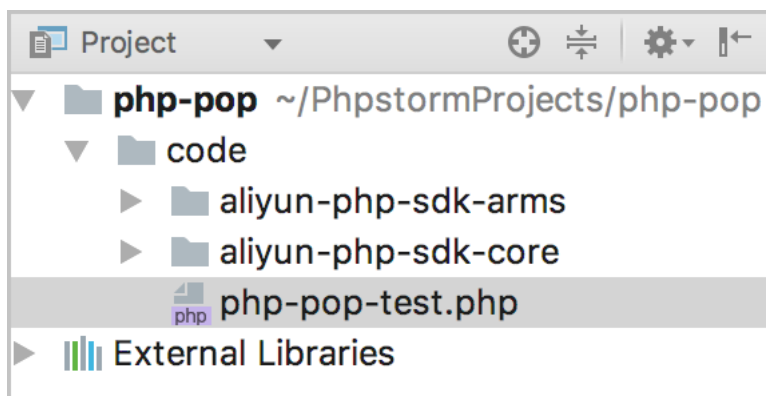 Project
php-pop ~/PhpstormProjects/php-pop
code
aliyun-php-sdk-arms
aliyun-php-sdk-core
php php-pop-test.php
External Libraries